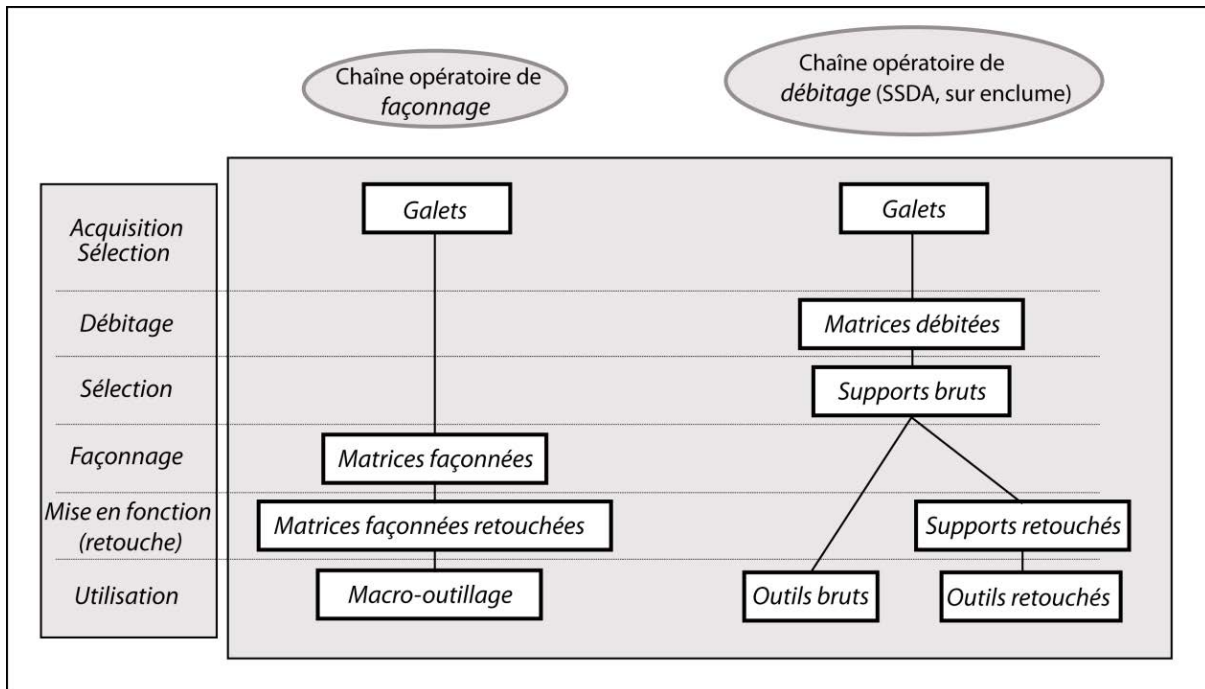 Chaîne opératoire de
façonnage
Chaîne opératoire de
débitage (SSDA, sur enclume)
Acquisition
Sélection
Galets
Galets
Débitage
Matrices débitées
Sélection
Supports bruts
Façonnage
Matrices façonnées
Mise en fonction
(retouche)
Matrices façonnées retouchées
Supports retouchés
Utilisation
Macro-outillage
Outils bruts
Outils retouchés